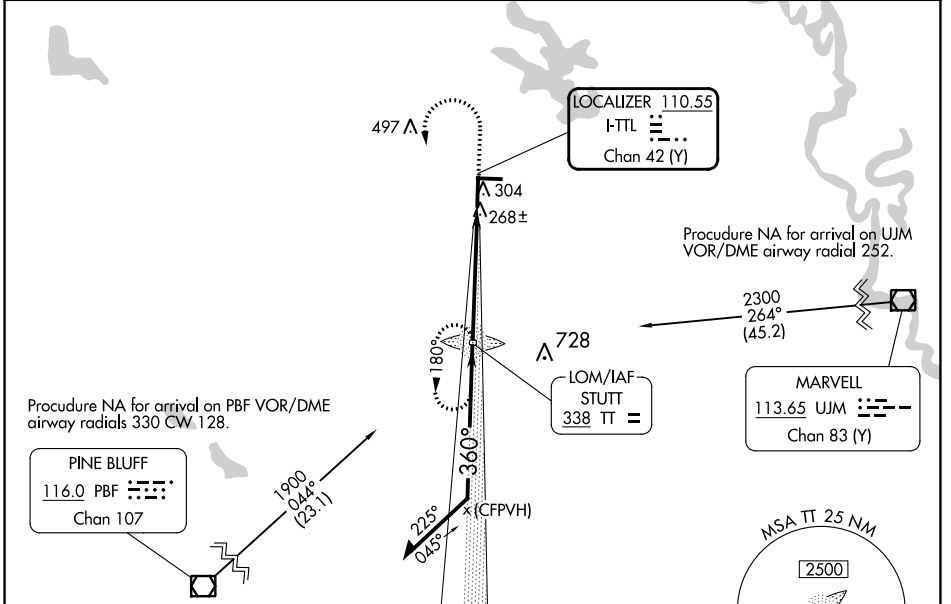 LOCALIZER 110.55
I-TTL
Chan 42 (Y)
497
304
268±
Procudure NA for arrival on UJM
VOR/DME airway radial 252.
2300
264°
(45.2)
728
180°
LOM/IAF
STUTT
338 TT
MARVELL
113.65 UJM
Chan 83 (Y)
Procudure NA for arrival on PBF VOR/DME
airway radials 330 CW 128.
PINE BLUFF
116.0 PBF
Chan 107
1900
044°
(23.1)
360°
(CFPVH)
225°
045°
MSA TT 25 NM
2500